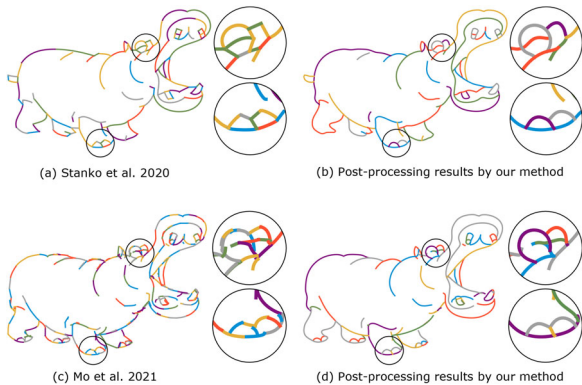 (a) Stanko et al. 2020
(b) Post-processing results by our method
(c) Mo et al. 2021
(d) Post-processing results by our method